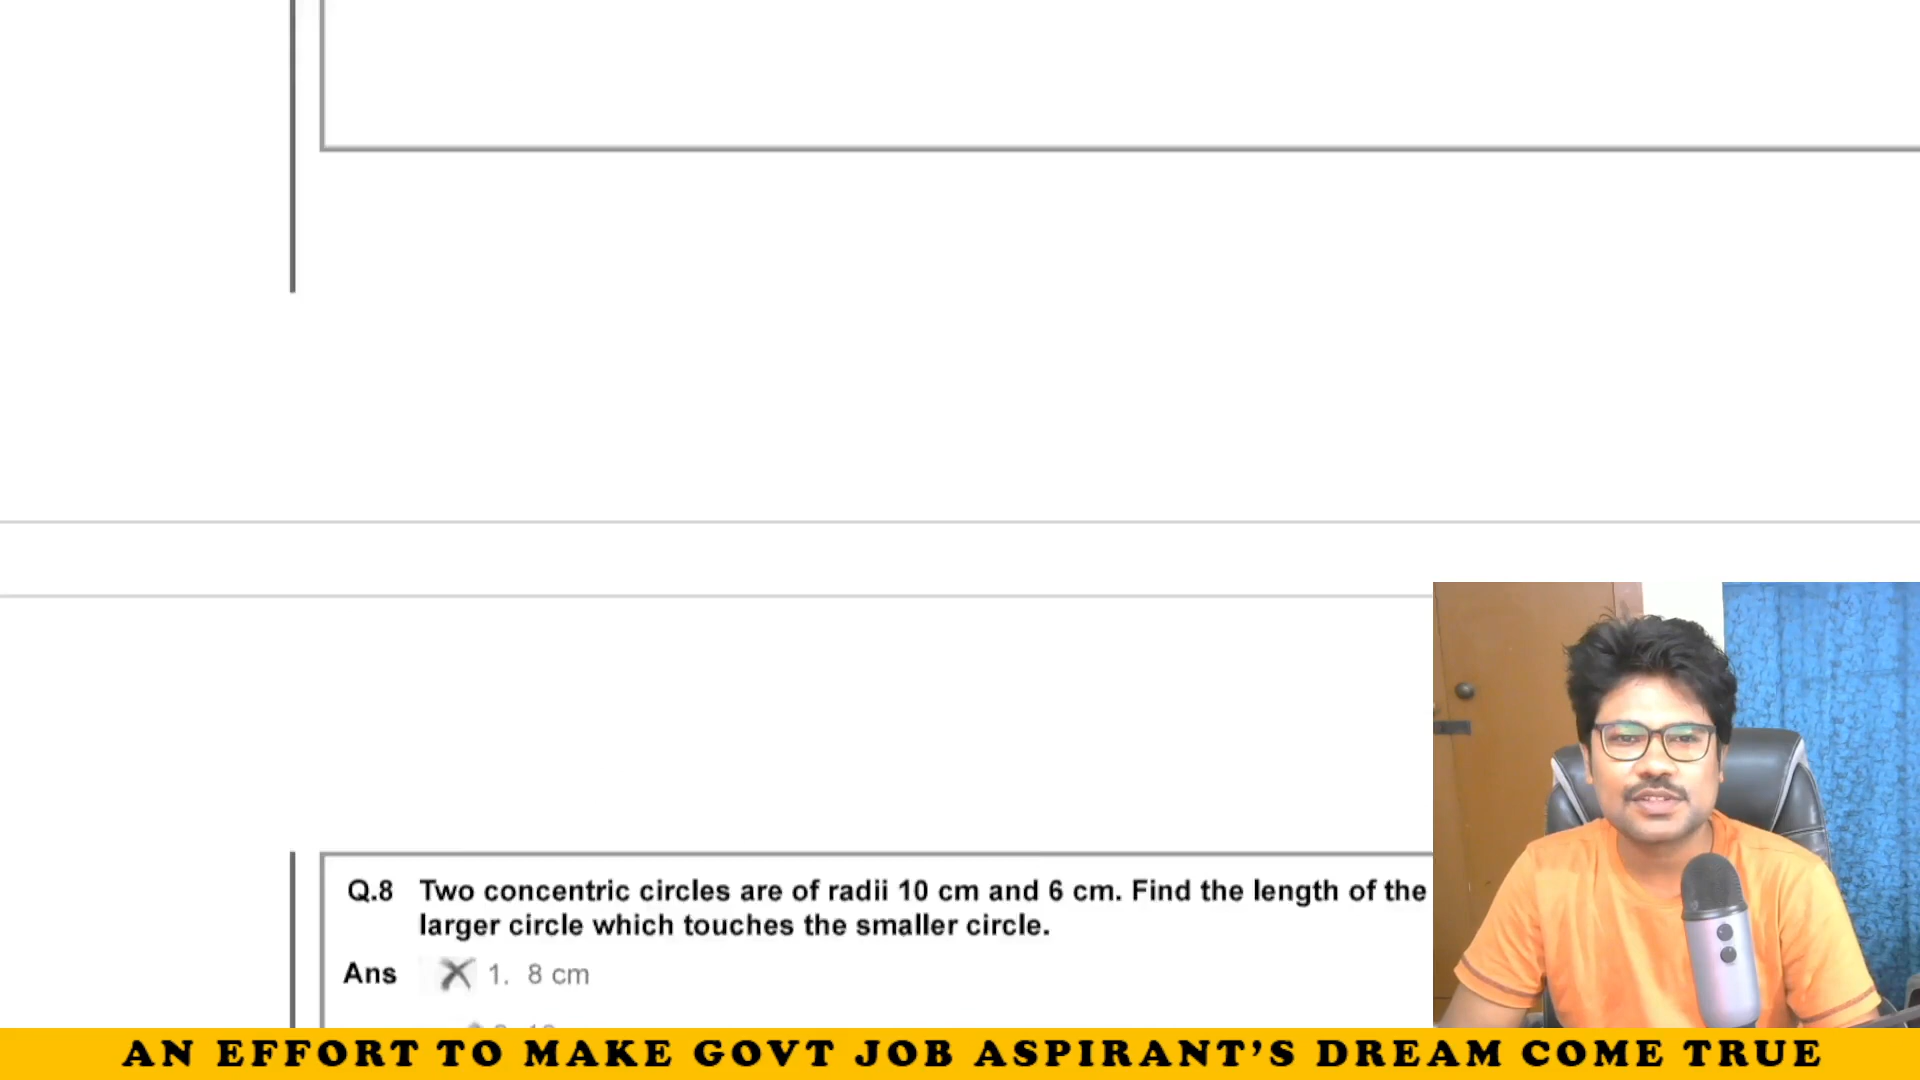 Q.8 Two concentric circles are of radii 10 cm and 6 cm. Find the length of the
larger circle which touches the smaller circle.
Ans 1. 8 cm
AN EFFORT TO MAKE GOVT JOB ASPIRANT’S DREAM COME TRUE